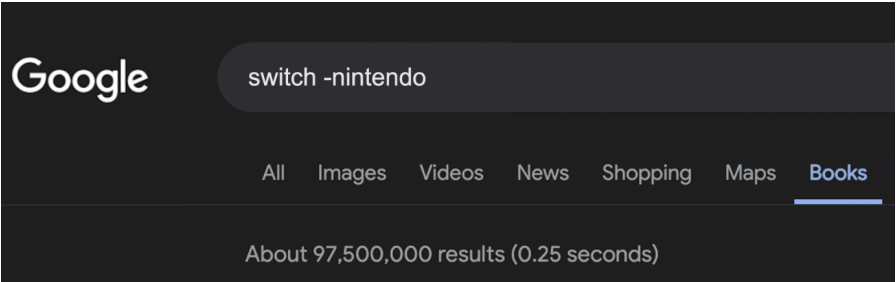 Google
switch -nintendo
All Images Videos News Shopping Maps Books
About 97,500,000 results (0.25 seconds)